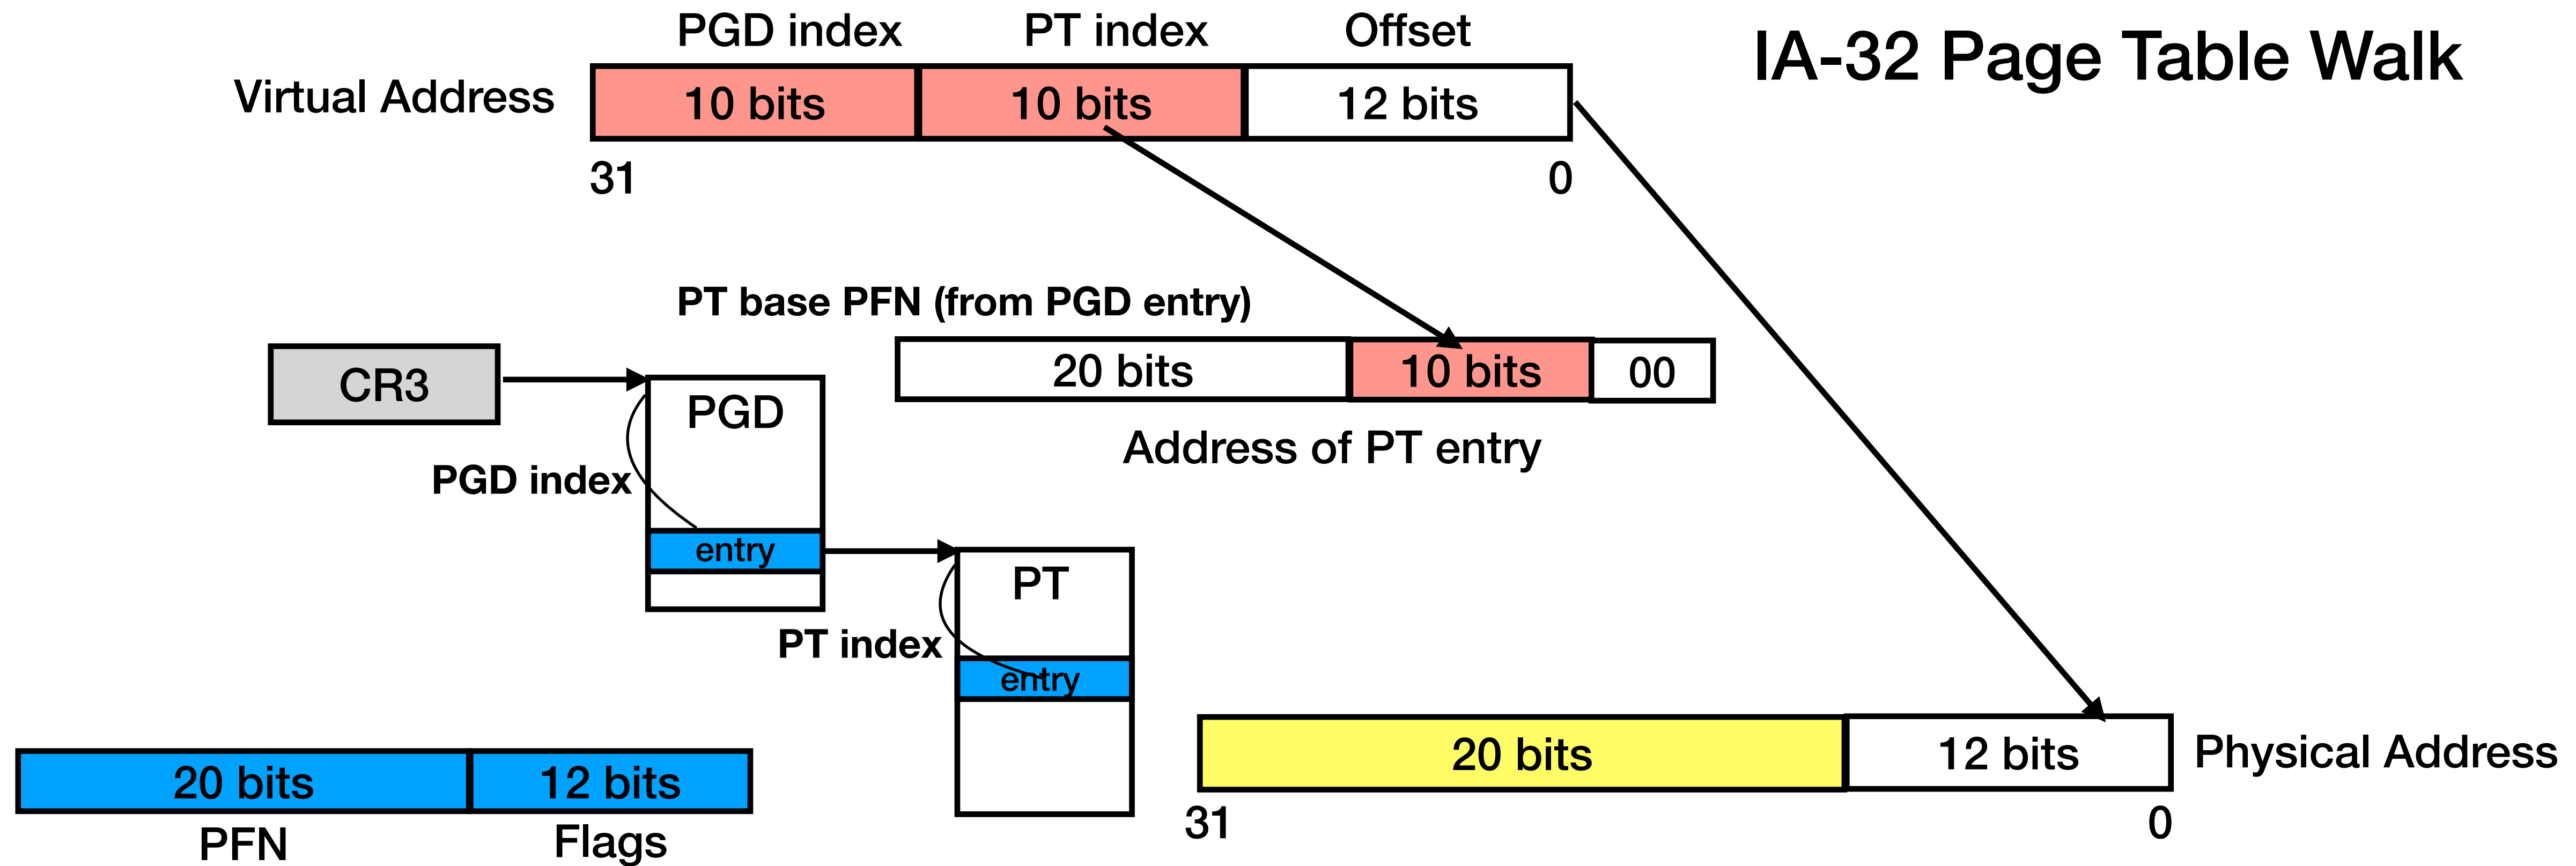 PGD index PT index Offset
IA-32 Page Table Walk
Virtual Address 10 bits 10 bits 12 bits
31 0
PT base PFN (from PGD entry)
CR3
20 bits 10 bits 00
PGD
Address of PT entry
PGD index
entry
PT
PT index
entry
20 bits 12 bits
PFN Flags
20 bits 12 bits Physical Address
31 0